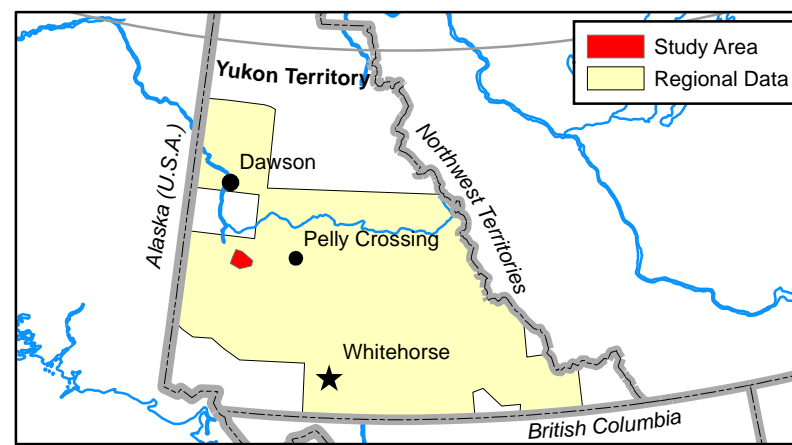 Study Area
Regional Data
Yukon Territory
Alaska (U.S.A.)
Dawson
Northwest Territories
Pelly Crossing
Whitehorse
British Columbia